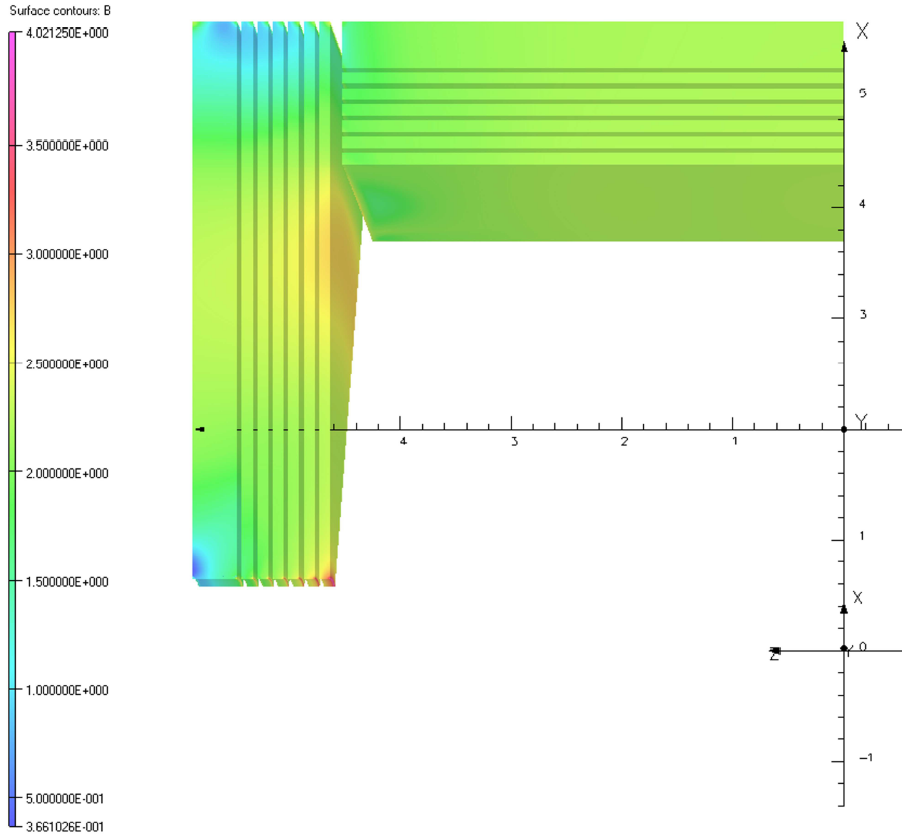 Surface contours: B
4.021250E+000
3.500000E+000
3.000000E+000
2.500000E+000
2.000000E+000
1.500000E+000
1.000000E+000
5.000000E-001
3.661026E-001
X
5
4
3
Y
4 3 2 1
1
X
Z
Y 0
-1